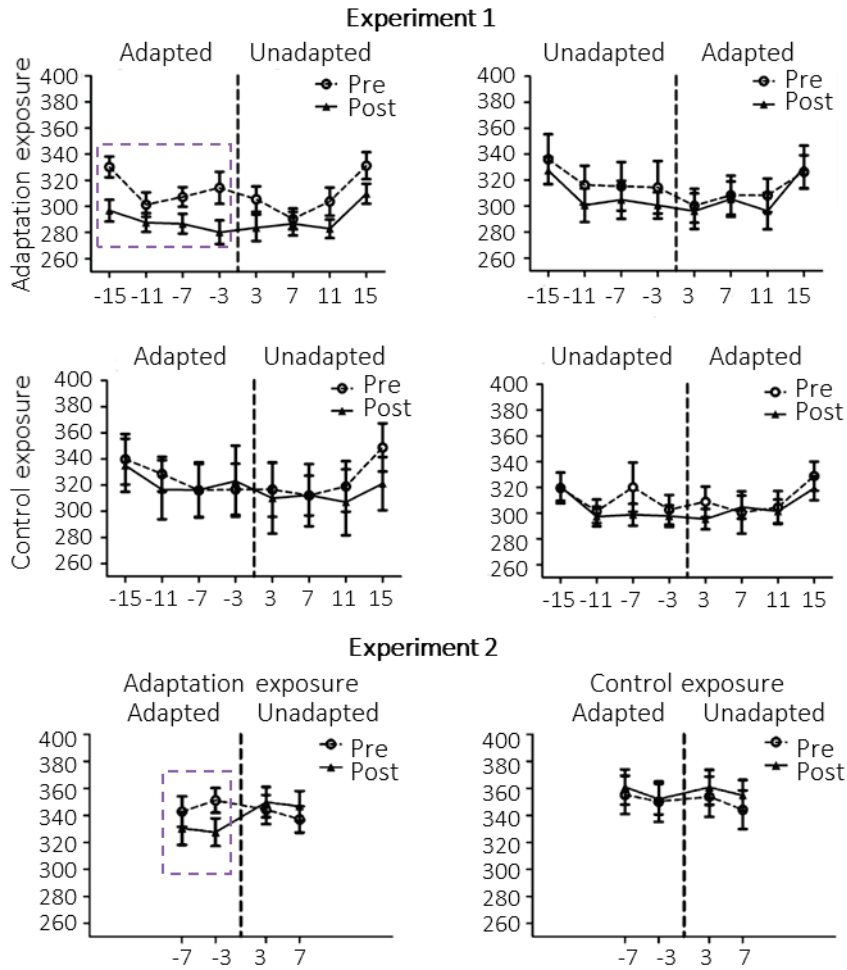 Experiment 1
Adapted Unadapted
Adaptation exposure
400
380
360
340
320
300
280
260
Pre
Post
-15 -11 -7 -3 3 7 11 15
Unadapted Adapted
400
380
360
340
320
300
280
260
Pre
Post
-15 -11 -7 -3 3 7 11 15
Adapted Unadapted
Control exposure
400
380
360
340
320
300
280
260
Pre
Post
-15 -11 -7 -3 3 7 11 15
Unadapted Adapted
400
380
360
340
320
300
280
260
Pre
Post
-15 -11 -7 -3 3 7 11 15
Experiment 2
Adaptation exposure
Adapted Unadapted
400
380
360
340
320
300
280
260
Pre
Post
-7 -3 3 7
Control exposure
Adapted Unadapted
400
380
360
340
320
300
280
260
Pre
Post
-7 -3 3 7